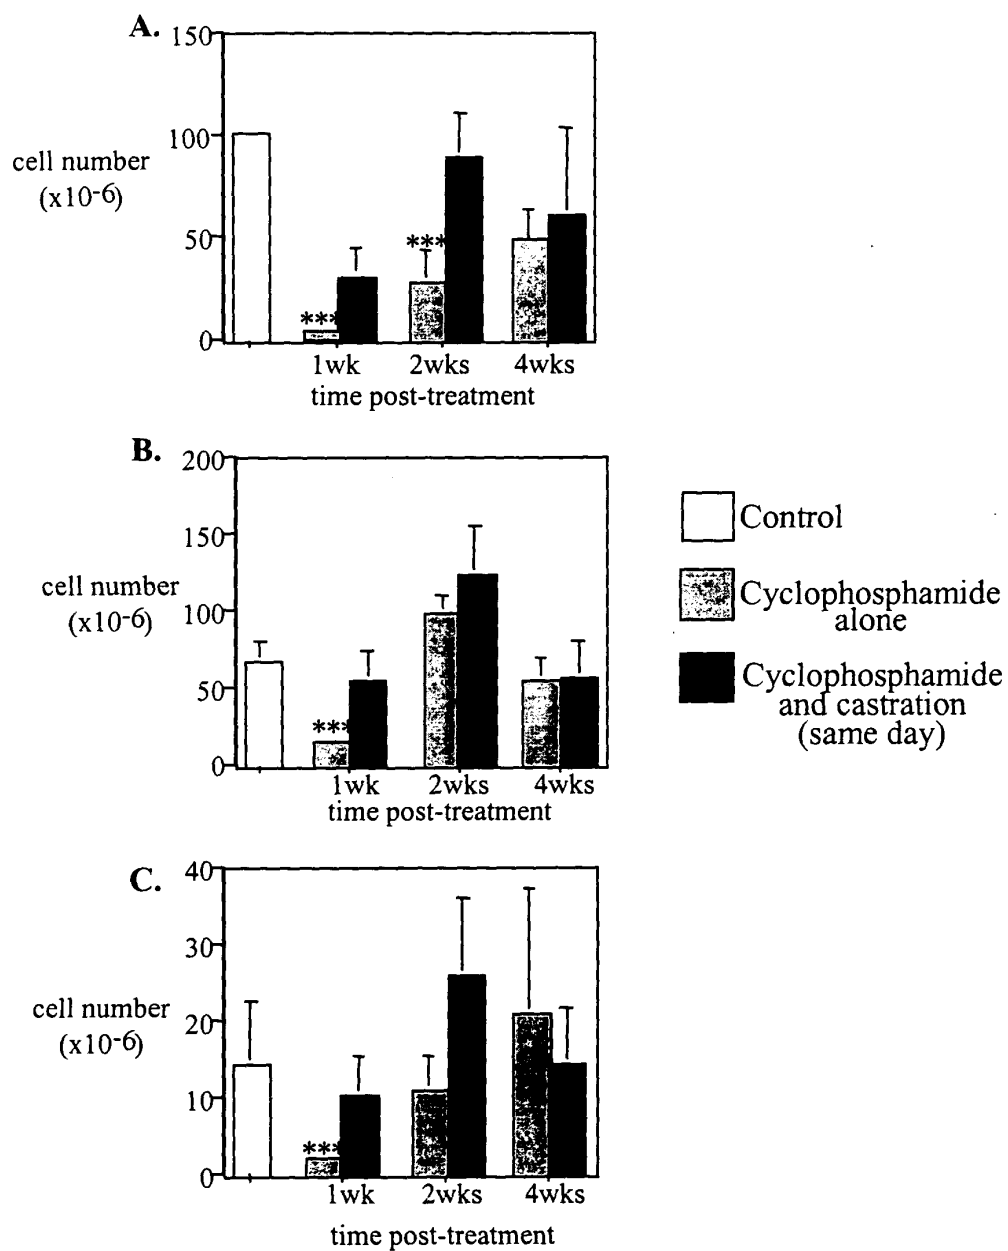 A.
150
100
50
0
cell number
(x10-6)
***
***
1wk 2wks 4wks
time post-treatment
B.
200
150
100
50
0
cell number
(x10-6)
***
1wk 2wks 4wks
time post-treatment
Control
Cyclophosphamide
alone
Cyclophosphamide
and castration
(same day)
C.
40
30
20
10
0
cell number
(x10-6)
***
1wk 2wks 4wks
time post-treatment